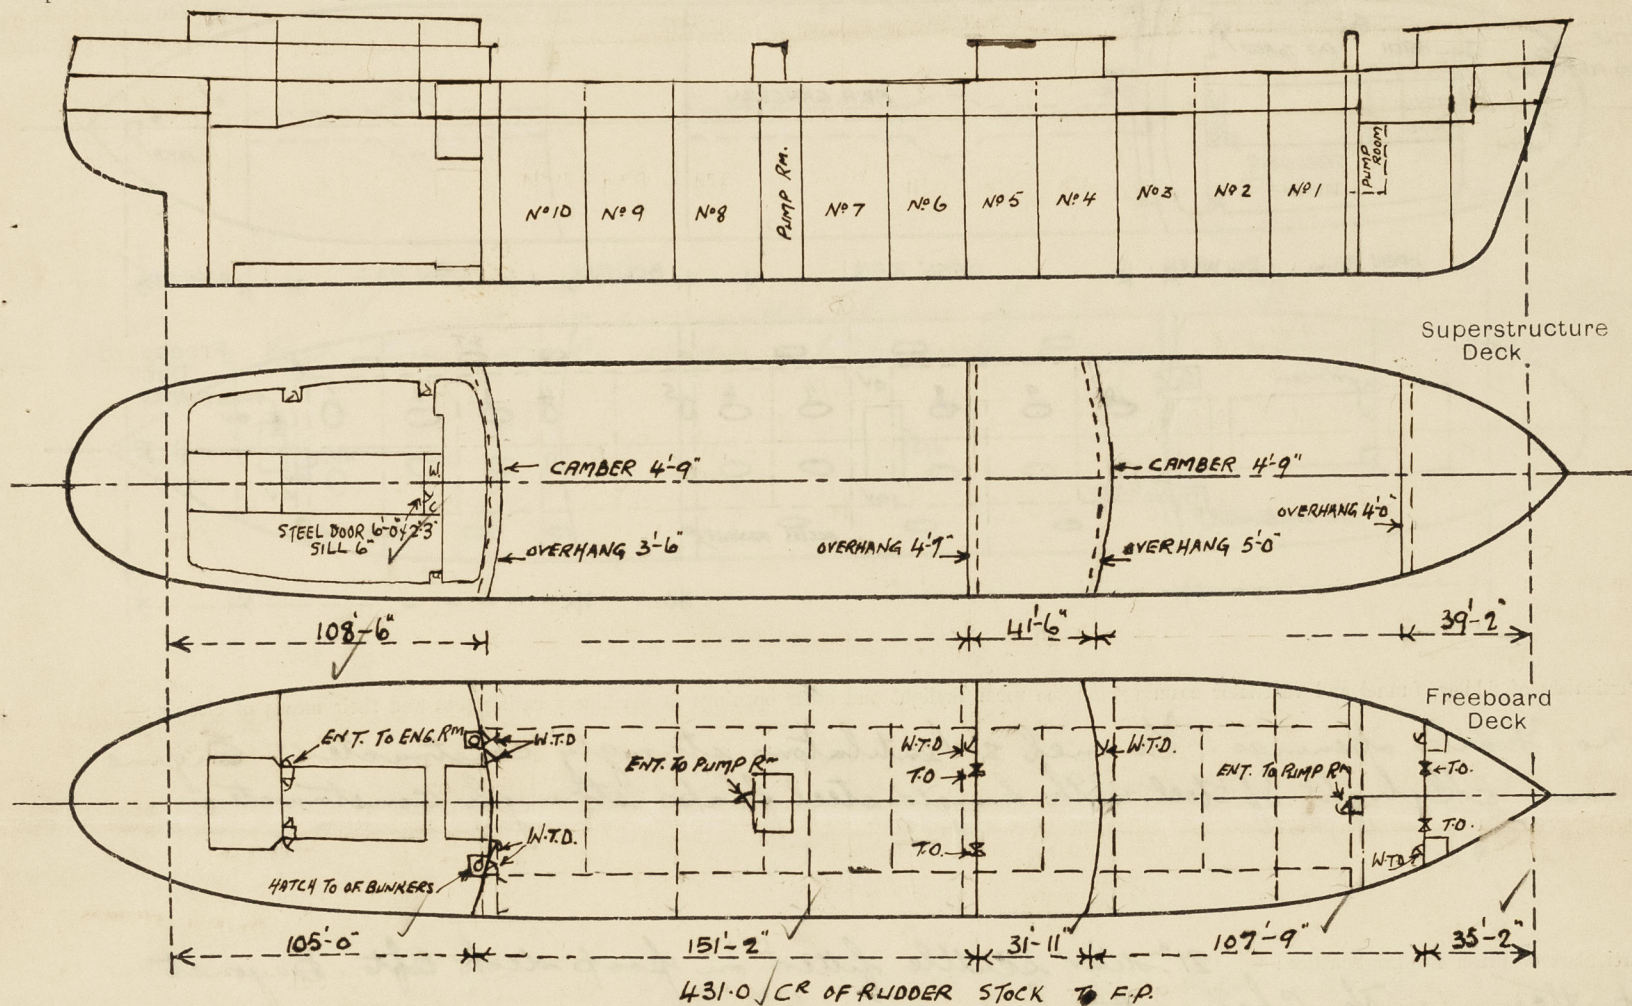 PUMP RM.
PUMP
ROOM
Nº10
Nº9
Nº8
Nº7
Nº6
Nº5
Nº4
Nº3
Nº2
Nº1
Superstructure
Deck
CAMBER 4'-9"
CAMBER 4'-9"
W
C
STEEL DOOR 6'-0"x2'-3"
SILL 6"
OVERHANG 3'-6"
OVERHANG 4'-9"
OVERHANG 5'-0"
OVERHANG 4'-0"
108'-6"
41'-6"
39'-2"
Freeboard
Deck
ENT. TO ENG. RM
W.T.D
ENT. TO PUMP RM
W.T.D
T.O.
W.T.D.
ENT. TO PUMP RM
T.O.
W.T.D.
T.O.
T.O.
W.T.D
HATCH TO OF BUNKERS
105'-0"
151'-2"
31'-11"
107'-9"
35'-2"
431.0 CR OF RUDDER STOCK TO F.P.